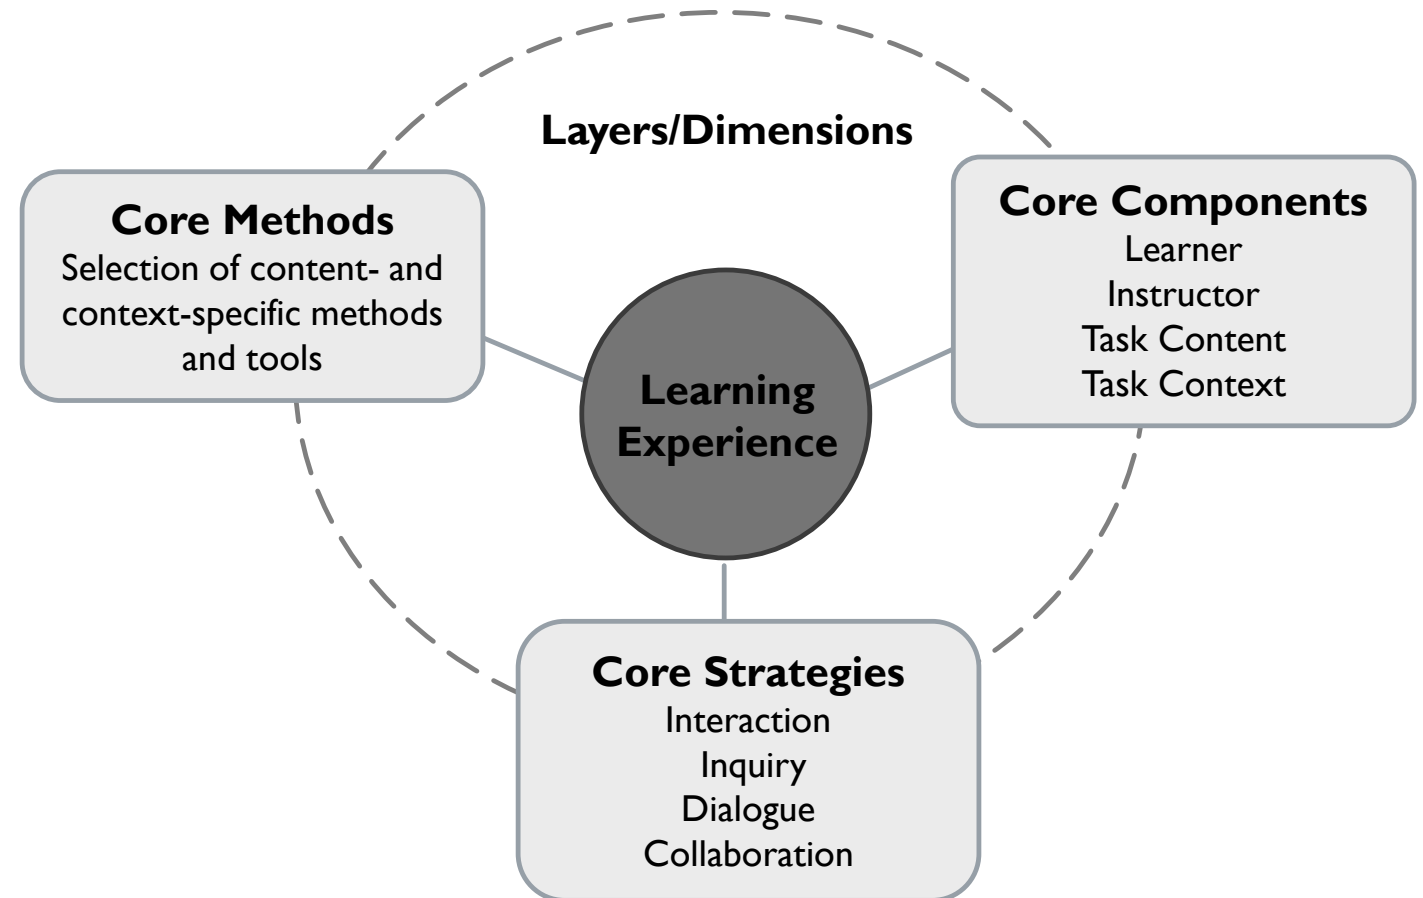 Layers/Dimensions
Core Methods
Selection of content- and
context-specific methods
and tools
Core Components
Learner
Instructor
Task Content
Task Context
Learning
Experience
Core Strategies
Interaction
Inquiry
Dialogue
Collaboration